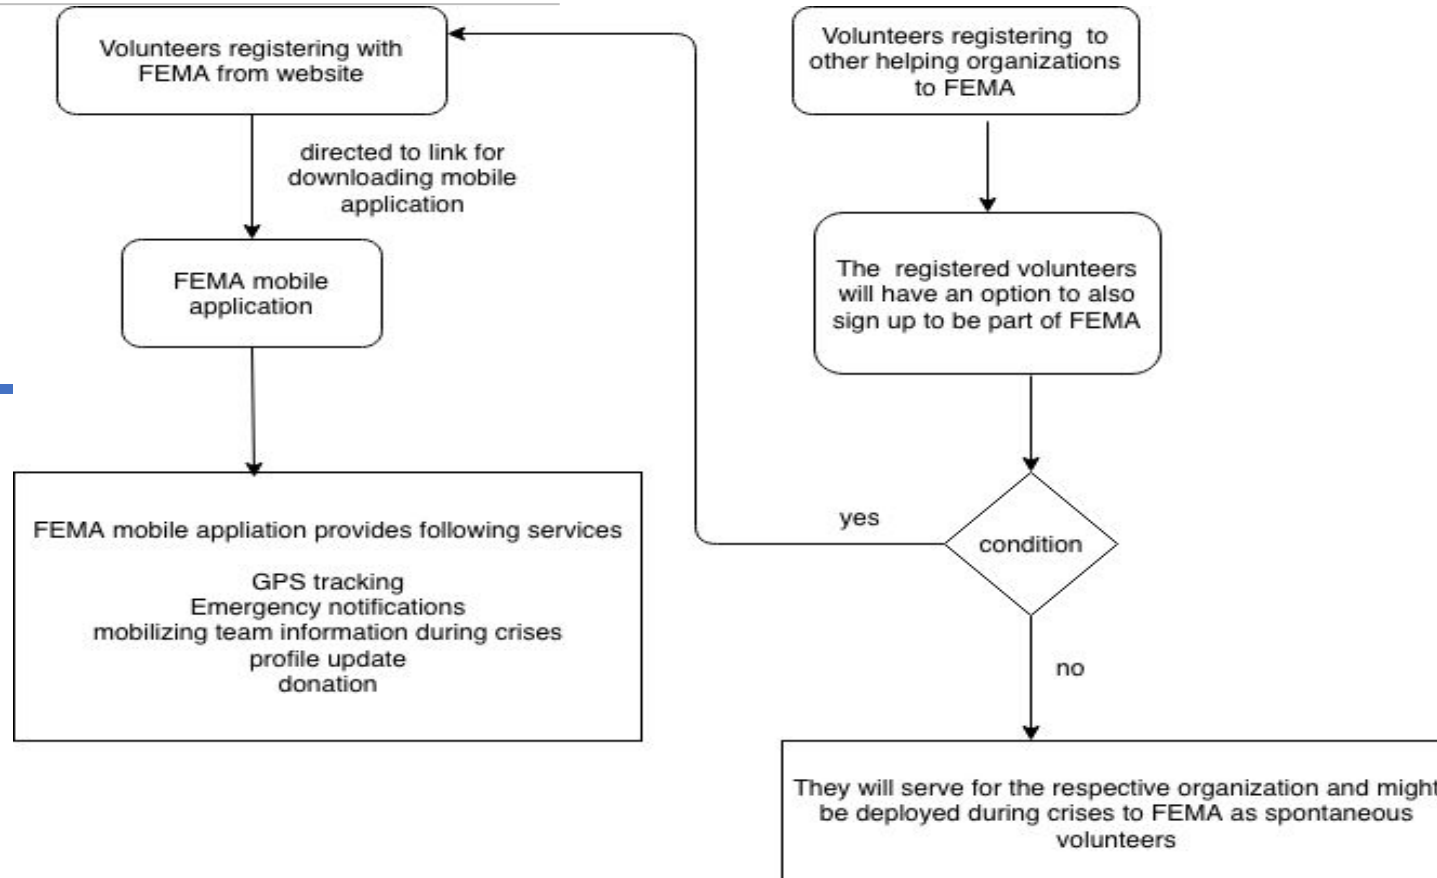 Volunteers registering with
FEMA from website
directed to link for
downloading mobile
application
FEMA mobile
application
FEMA mobile appliation provides following services
GPS tracking
Emergency notifications
mobilizing team information during crises
profile update
donation
Volunteers registering to
other helping organizations
to FEMA
The registered volunteers
will have an option to also
sign up to be part of FEMA
condition
yes
no
They will serve for the respective organization and might
be deployed during crises to FEMA as spontaneous
volunteers